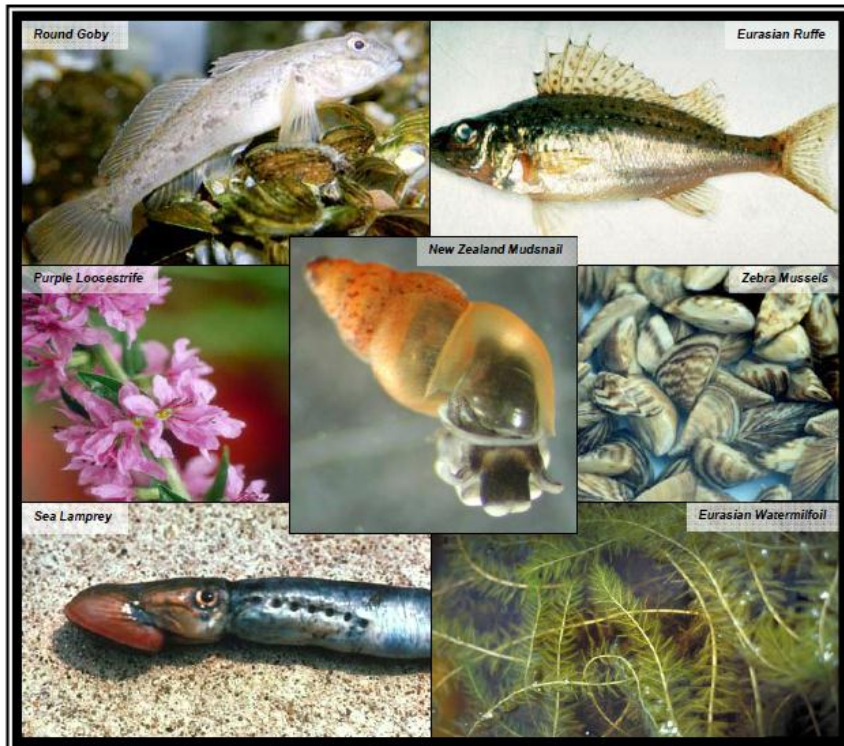 Round Goby
Eurasian Ruffe
New Zealand Mudsnail
Purple Loosestrife
Zebra Mussels
Sea Lamprey
Eurasian Watermilfoil